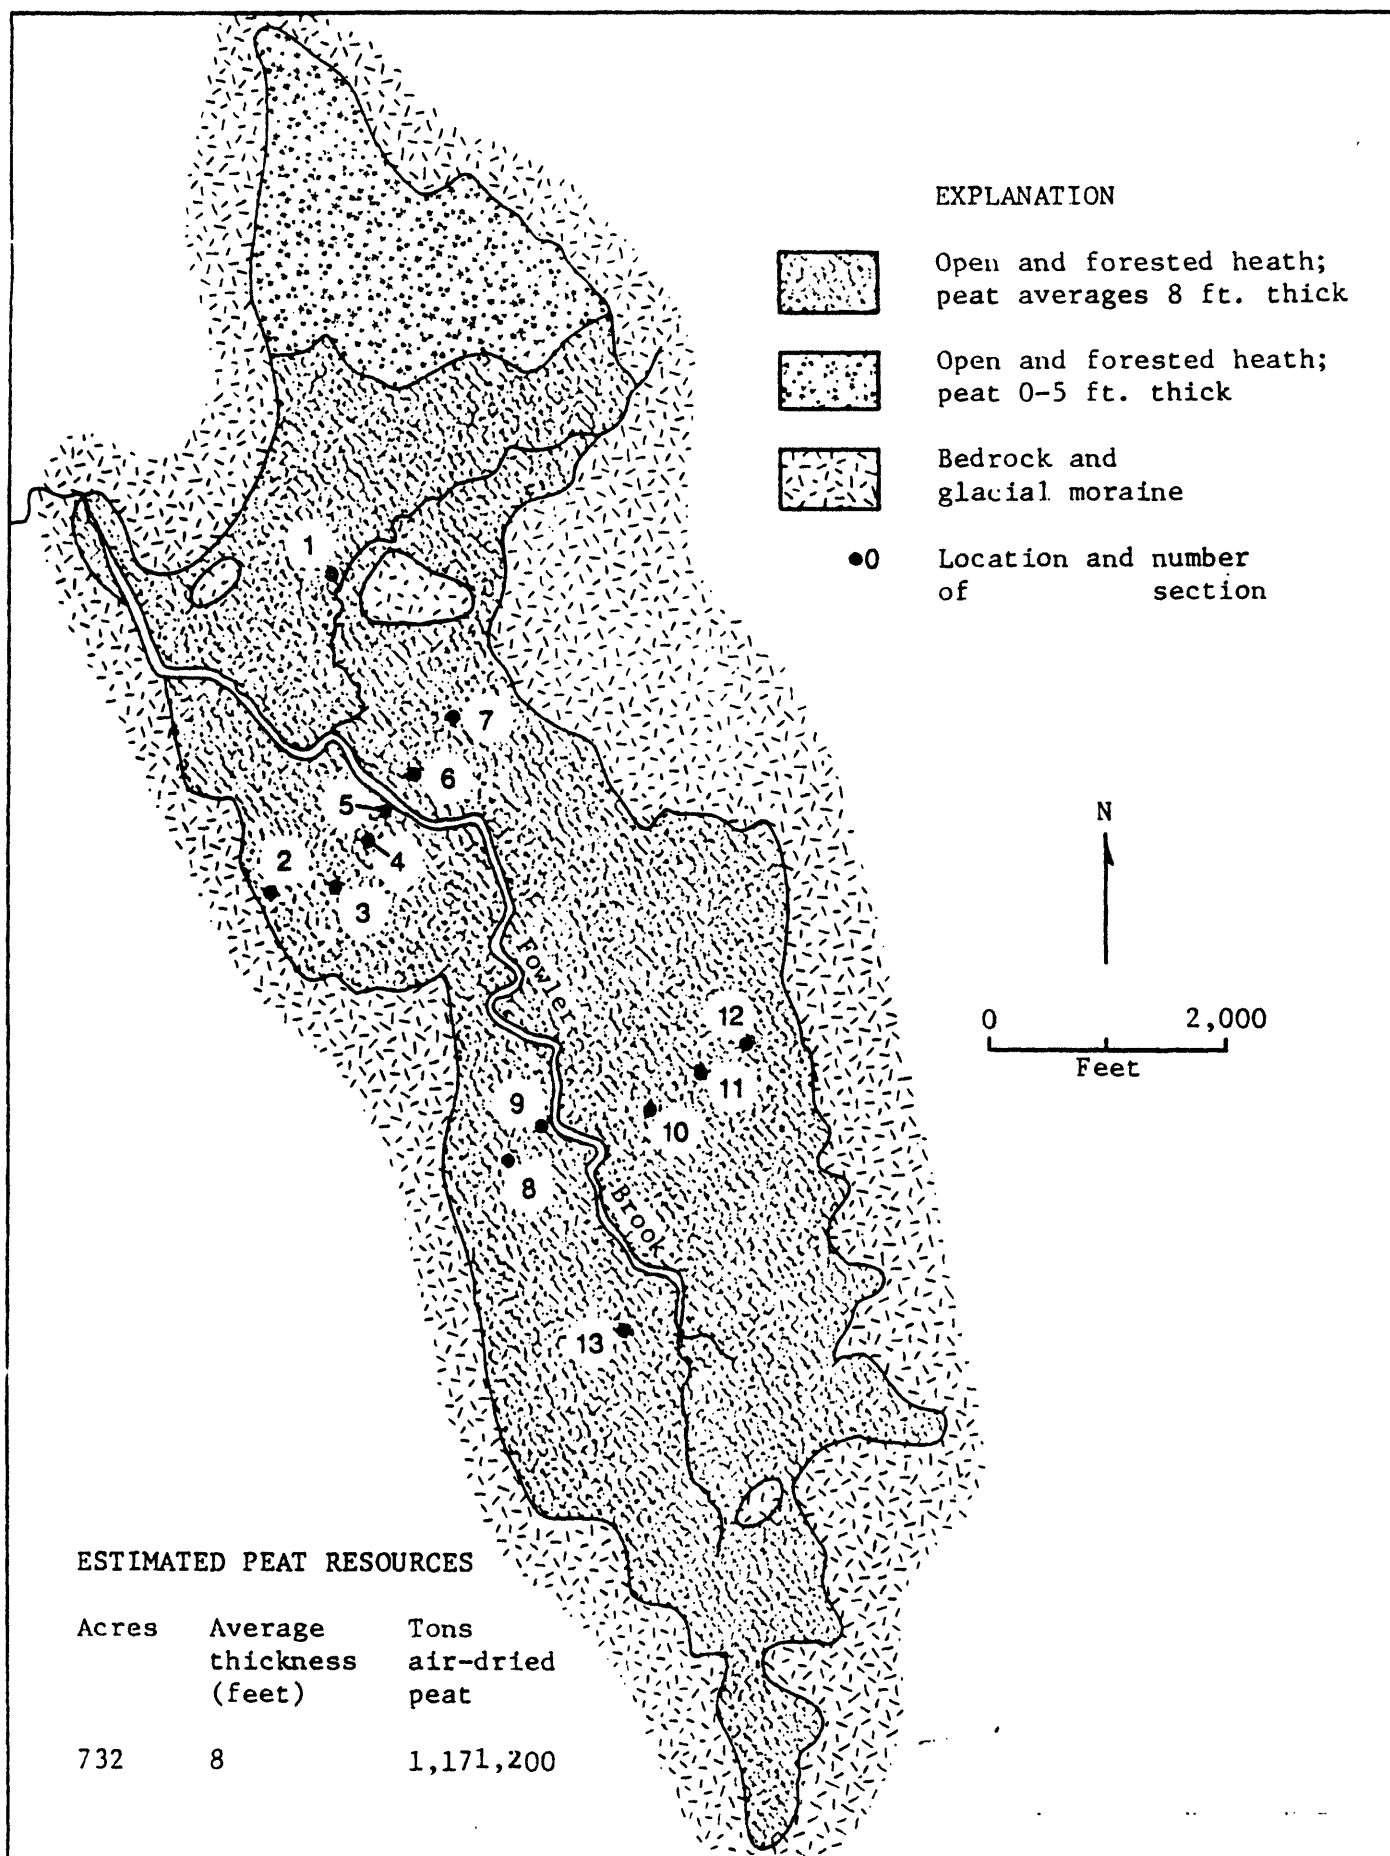 EXPLANATION
Open and forested heath;
peat averages 8 ft. thick
Open and forested heath;
peat 0-5 ft. thick
Bedrock and
glacial moraine
0 Location and number
of section
1
7
6
5
4
2
3
N
0 2,000
Feet
Fowler
Brook
12
11
10
9
8
13
ESTIMATED PEAT RESOURCES
Acres Average Tons
thickness air-dried
(feet) peat
732 8 1,171,200